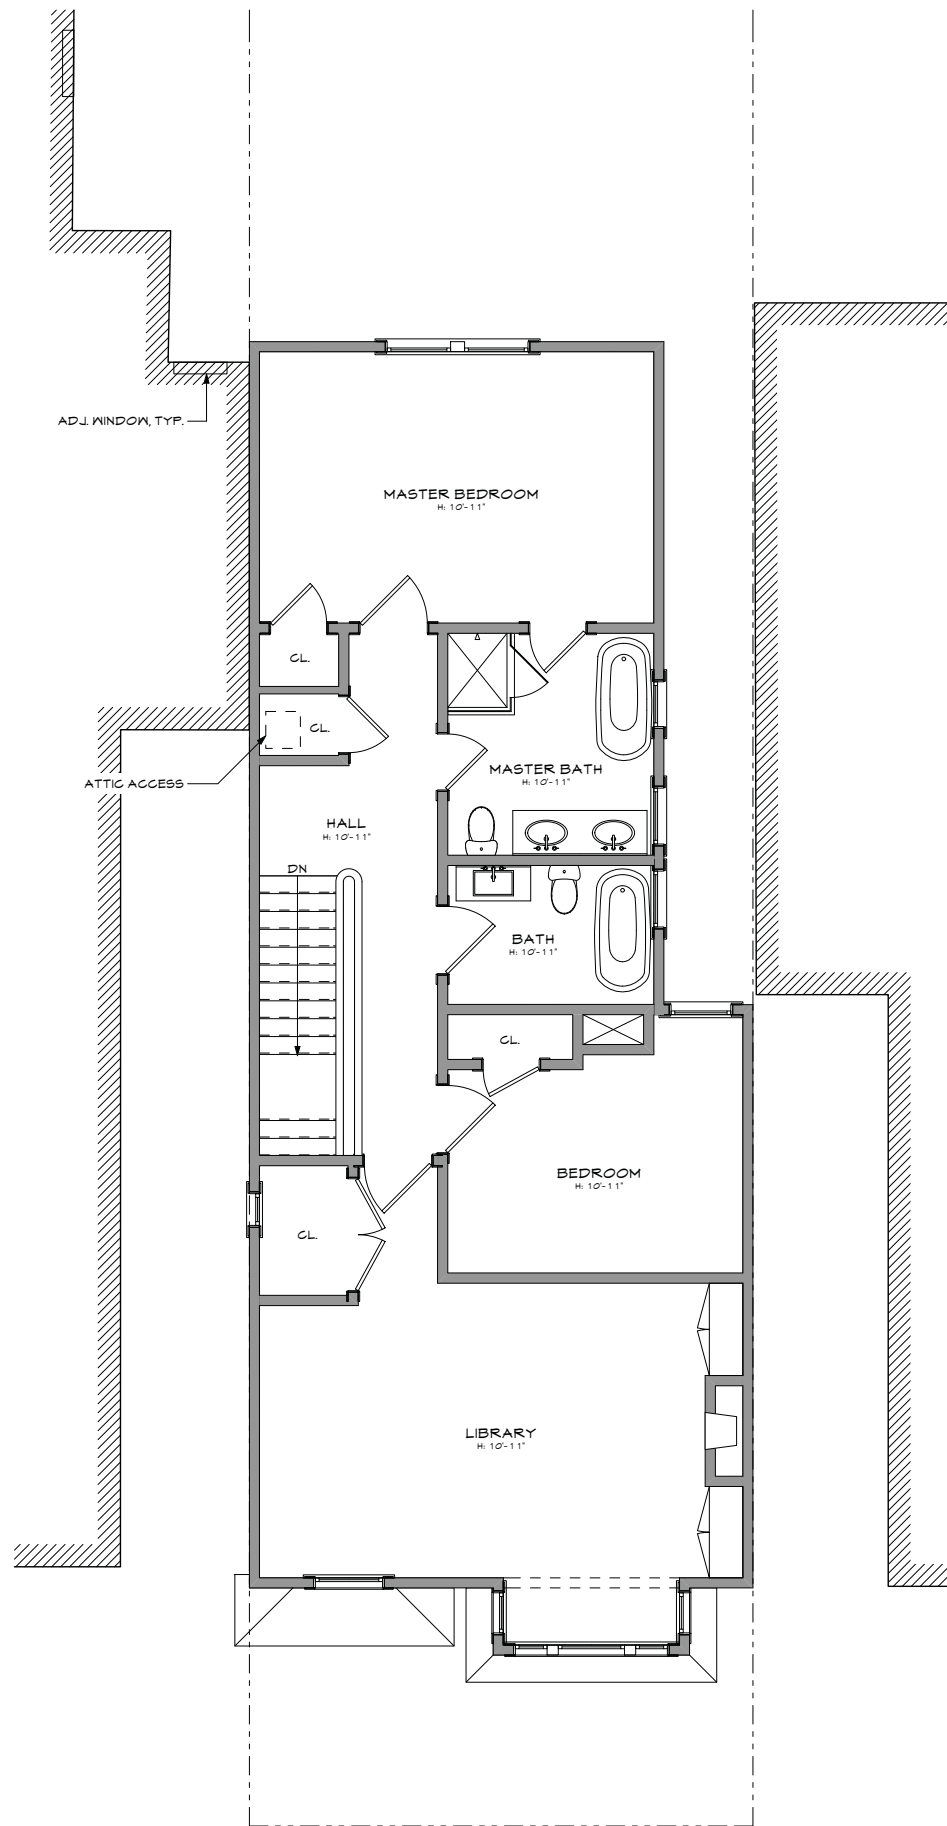 ADJ. WINDOW, TYP.
MASTER BEDROOM
H: 10'-11"
CL.
CL.
ATTIC ACCESS
MASTER BATH
H: 10'-11"
HALL
H: 10'-11"
DN
BATH
H: 10'-11"
CL.
BEDROOM
H: 10'-11"
CL.
LIBRARY
H: 10'-11"